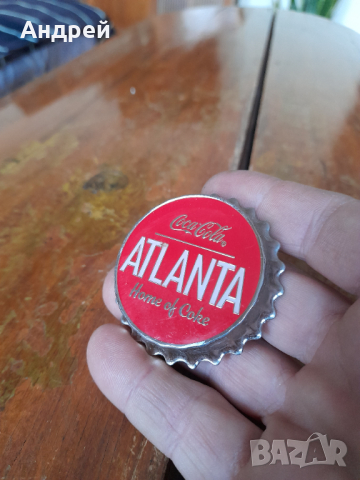 Андрей
Coca-Cola
ATLANTA
Home of Coke
BAZAR